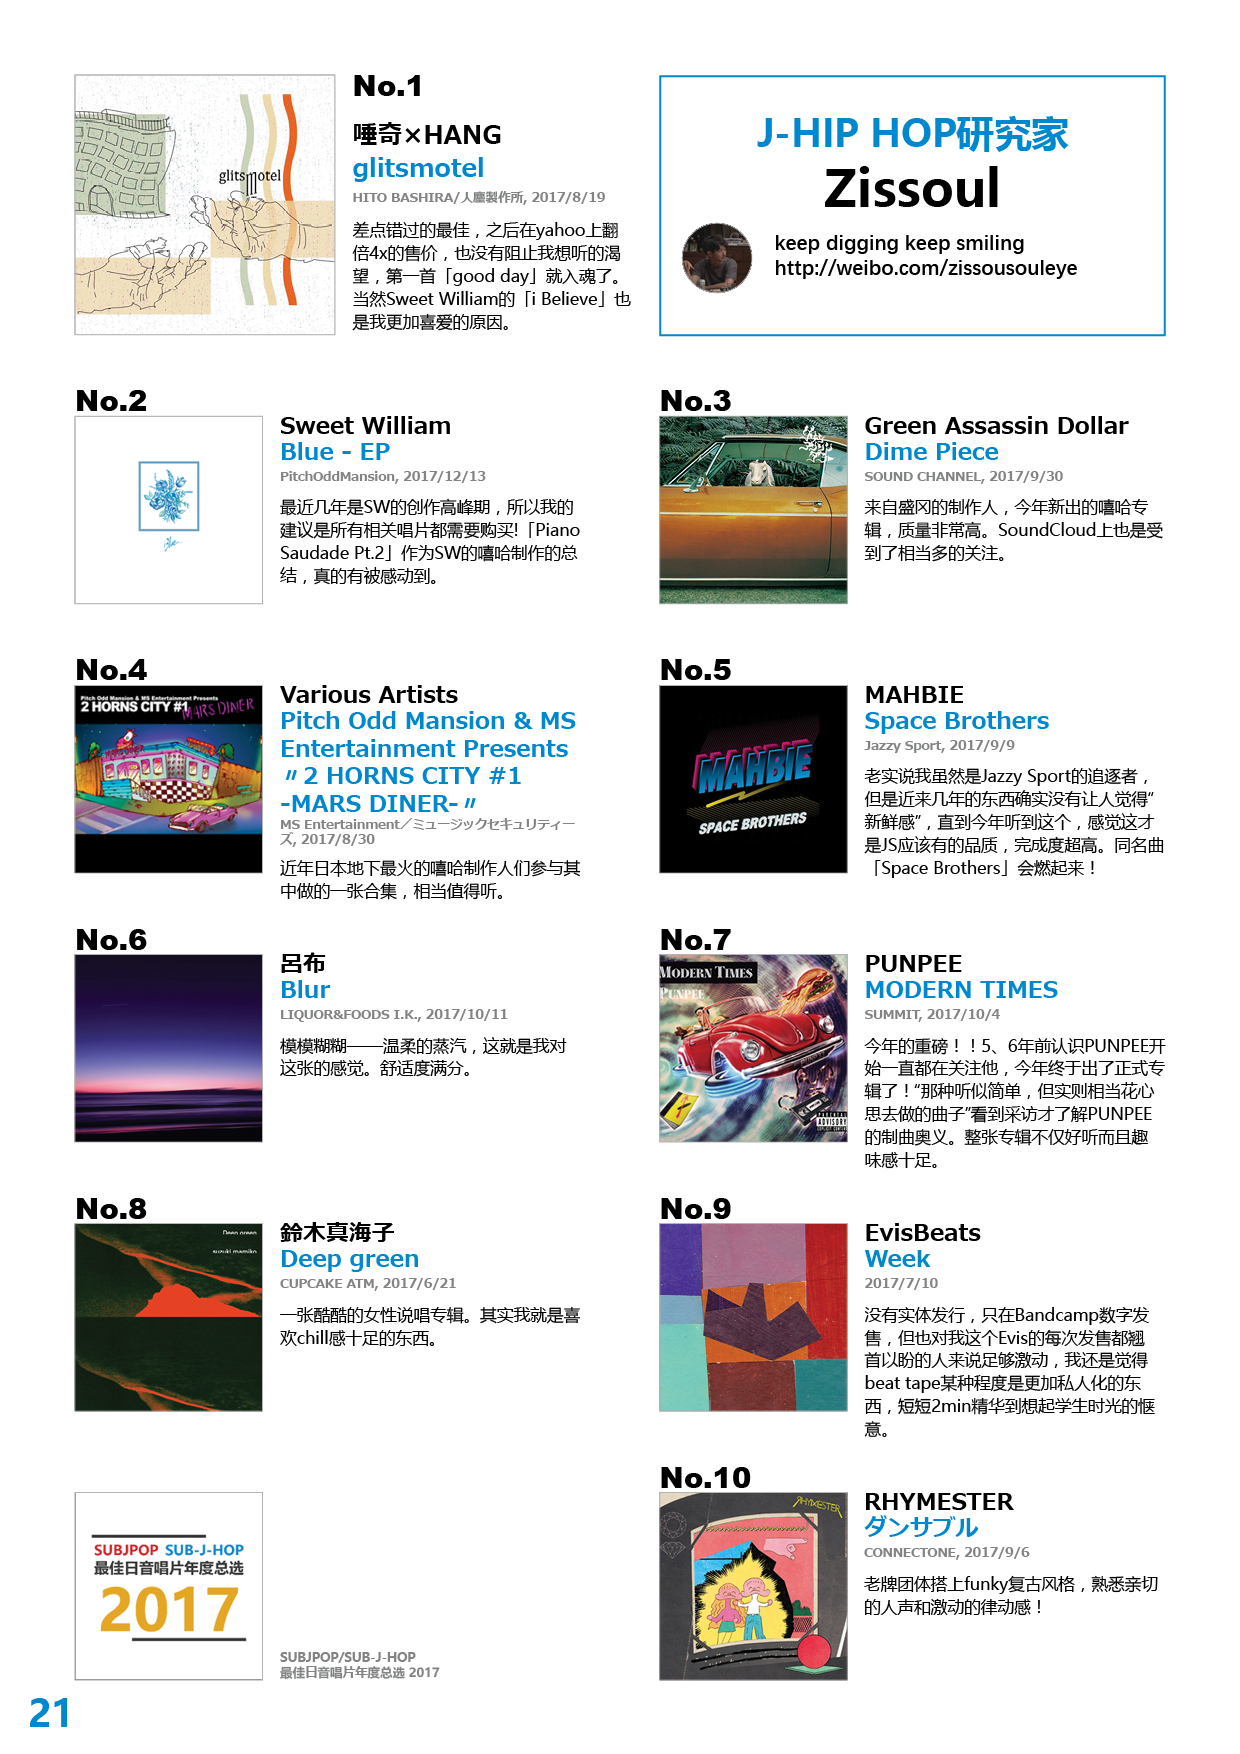 No.1
glitsmotel
唾奇×HANG
glitsmotel
HITO BASHIRA/人塵製作所, 2017/8/19
差点错过的最佳，之后在yahoo上翻
倍4x的售价，也没有阻止我想听的渴
望，第一首「good day」就入魂了。
当然Sweet William的「i Believe」也
是我更加喜爱的原因。
J-HIP HOP研究家
Zissoul
keep digging keep smiling
http://weibo.com/zissousouleye
No.2
Blue
Sweet William
Blue - EP
PitchOddMansion, 2017/12/13
最近几年是SW的创作高峰期，所以我的
建议是所有相关唱片都需要购买!「Piano
Saudade Pt.2」作为SW的嘻哈制作的总
结，真的有被感动到。
No.3
Green Assassin Dollar
Dime Piece
SOUND CHANNEL, 2017/9/30
来自盛冈的制作人，今年新出的嘻哈专
辑，质量非常高。SoundCloud上也是受
到了相当多的关注。
No.4
Pitch Odd Mansion & MS Entertainment Presents
2 HORNS CITY #1
MARS DINER
Various Artists
Pitch Odd Mansion & MS
Entertainment Presents
〃2 HORNS CITY #1
-MARS DINER-〃
MS Entertainment／ミュージックセキュリティー
ズ, 2017/8/30
近年日本地下最火的嘻哈制作人们参与其
中做的一张合集，相当值得听。
No.5
MAHBIE
SPACE BROTHERS
MAHBIE
Space Brothers
Jazzy Sport, 2017/9/9
老实说我虽然是Jazzy Sport的追逐者，
但是近来几年的东西确实没有让人觉得“
新鲜感”，直到今年听到这个，感觉这才
是JS应该有的品质，完成度超高。同名曲
「Space Brothers」会燃起来！
No.6
呂布
Blur
LIQUOR&FOODS I.K., 2017/10/11
模模糊糊——温柔的蒸汽，这就是我对
这张的感觉。舒适度满分。
No.7
MODERN TIMES
PUNPEE
PARENTAL
ADVISORY
EXPLICIT CONTENT
PUNPEE
MODERN TIMES
SUMMIT, 2017/10/4
今年的重磅！！5、6年前认识PUNPEE开
始一直都在关注他，今年终于出了正式专
辑了！“那种听似简单，但实则相当花心
思去做的曲子”看到采访才了解PUNPEE
的制曲奥义。整张专辑不仅好听而且趣
味感十足。
No.8
Deep green
suzuki mamiko
鈴木真海子
Deep green
CUPCAKE ATM, 2017/6/21
一张酷酷的女性说唱专辑。其实我就是喜
欢chill感十足的东西。
No.9
EvisBeats
Week
2017/7/10
没有实体发行，只在Bandcamp数字发
售，但也对我这个Evis的每次发售都翘
首以盼的人来说足够激动，我还是觉得
beat tape某种程度是更加私人化的东
西，短短2min精华到想起学生时光的惬
意。
No.10
RHYMESTER
RHYMESTER
ダンサブル
CONNECTONE, 2017/9/6
老牌团体搭上funky复古风格，熟悉亲切
的人声和激动的律动感！
SUBJPOP SUB-J-HOP
最佳日音唱片年度总选
2017
SUBJPOP/SUB-J-HOP
最佳日音唱片年度总选 2017
21